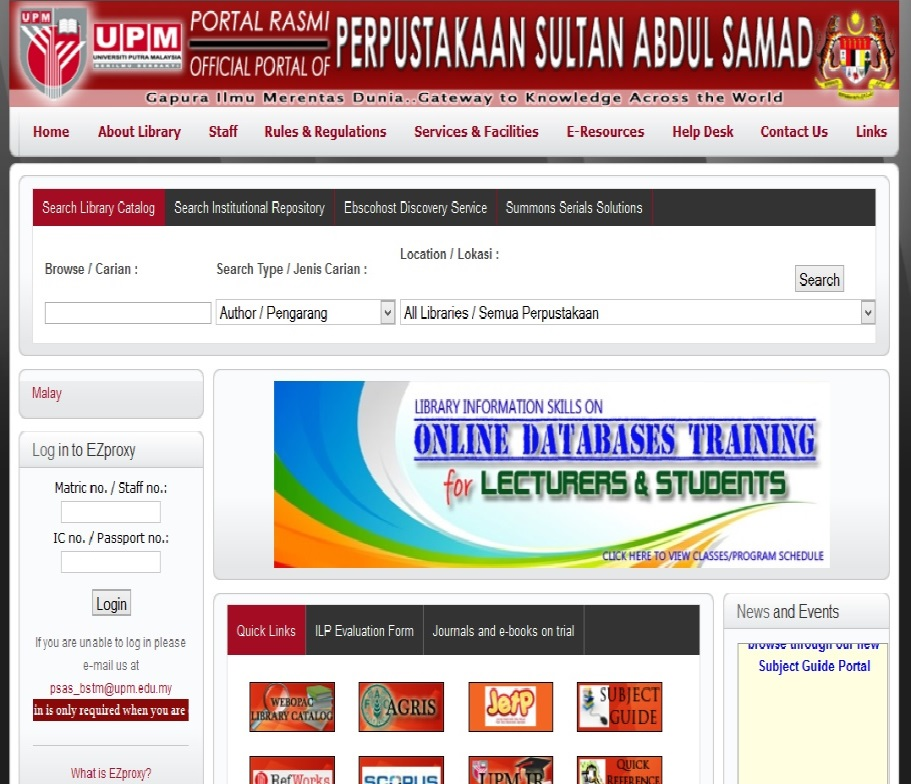 UPM
UPM
UNIVERSITI PUTRA MALAYSIA
PORTAL RASMI
OFFICIAL PORTAL OF
PERPUSTAKAAN SULTAN ABDUL SAMAD
Gapura Ilmu Merentas Dunia..Gateway to Knowledge Across the World
Home About Library Staff Rules & Regulations Services & Facilities E-Resources Help Desk Contact Us Links
Search Library Catalog Search Institutional Repository Ebscohost Discovery Service Summons Serials Solutions
Location / Lokasi :
Browse / Carian : Search Type / Jenis Carian :
Search
Author / Pengarang All Libraries / Semua Perpustakaan
Malay
Log in to EZproxy
Matric no. / Staff no.:
IC no. / Passport no.:
Login
If you are unable to log in please
e-mail us at
psas_bstm@upm.edu.my
in is only required when you are
What is EZproxy?
LIBRARY INFORMATION SKILLS ON
ONLINE DATABASES TRAINING
for LECTURERS & STUDENTS
CLICK HERE TO VIEW CLASSES/PROGRAM SCHEDULE
Quick Links ILP Evaluation Form Journals and e-books on trial
WEBOPAC
LIBRARY CATALOG
AGRIS
JefP
SUBJECT
GUIDE
RefWorks
SCOPUS
UPM IR
QUICK
REFERENCE
News and Events
browse through our new
Subject Guide Portal